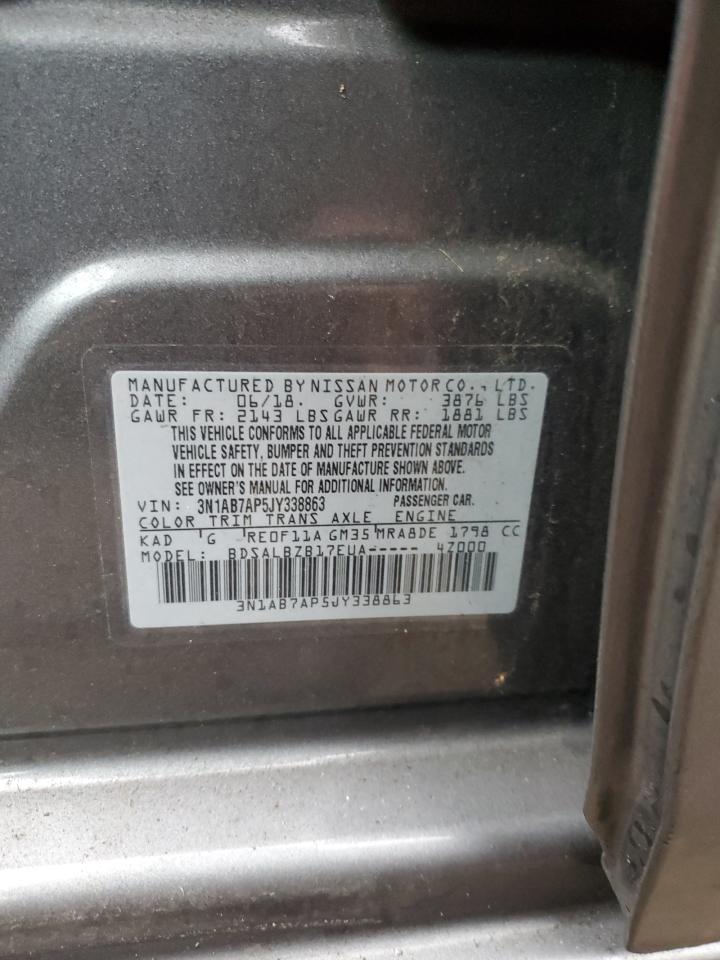 MANUFACTURED BY NISSAN MOTOR CO., LTD.
DATE: 06/18. GVWR: 3876 LBS
GAWR FR: 2143 LBS GAWR RR: 1881 LBS
THIS VEHICLE CONFORMS TO ALL APPLICABLE FEDERAL MOTOR
VEHICLE SAFETY, BUMPER AND THEFT PREVENTION STANDARDS
IN EFFECT ON THE DATE OF MANUFACTURE SHOWN ABOVE.
SEE OWNER'S MANUAL FOR ADDITIONAL INFORMATION.
VIN: 3N1AB7AP5JY338863 PASSENGER CAR.
COLOR TRIM TRANS AXLE ENGINE
KAD G RE0F11A GM35 MRA8DE 1798 CC
MODEL: BDSALBZB17EUA----- 4Z000
3N1AB7AP5JY338863